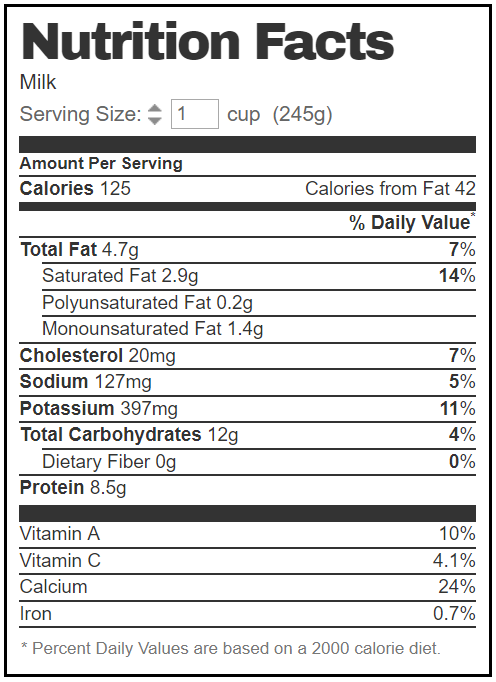 Nutrition Facts
Milk
Serving Size: 1 cup (245g)
Amount Per Serving
Calories 125 Calories from Fat 42
% Daily Value*
Total Fat 4.7g 7%
Saturated Fat 2.9g 14%
Polyunsaturated Fat 0.2g
Monounsaturated Fat 1.4g
Cholesterol 20mg 7%
Sodium 127mg 5%
Potassium 397mg 11%
Total Carbohydrates 12g 4%
Dietary Fiber 0g 0%
Protein 8.5g
Vitamin A 10%
Vitamin C 4.1%
Calcium 24%
Iron 0.7%
* Percent Daily Values are based on a 2000 calorie diet.